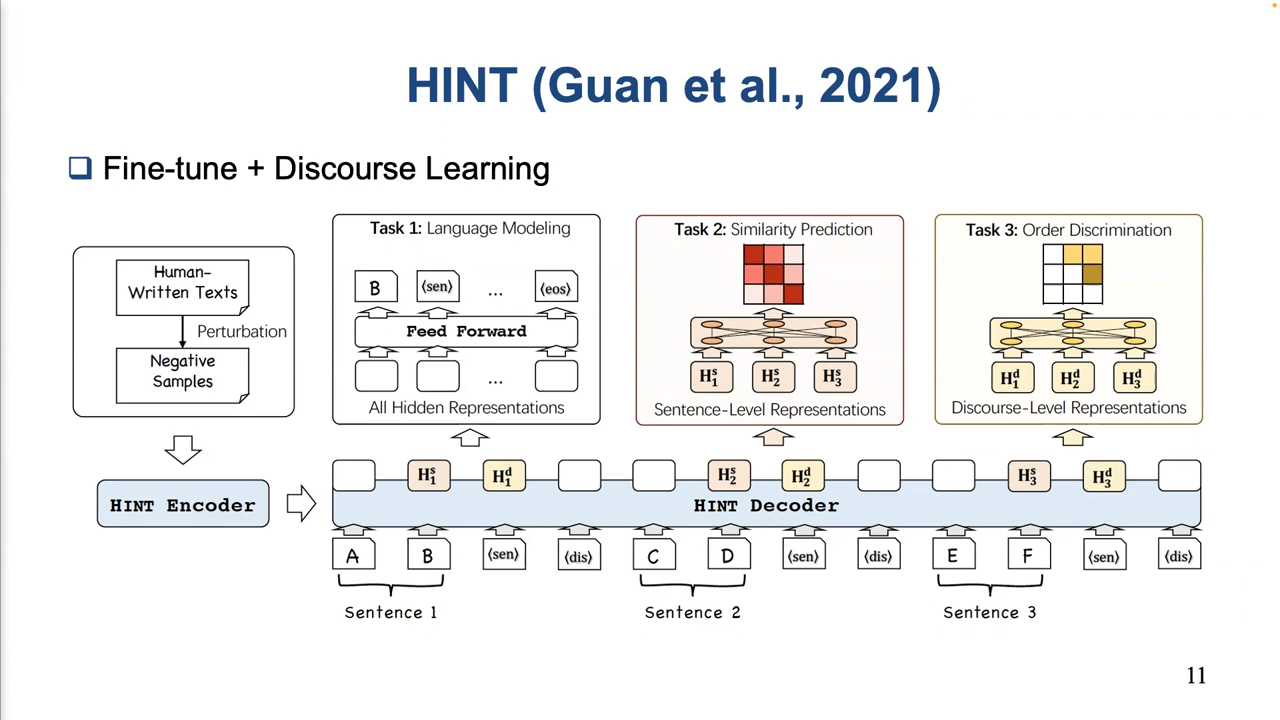 HINT (Guan et al., 2021)
Fine-tune + Discourse Learning
Human-
Written Texts
Perturbation
Negative
Samples
HINT Encoder
Task 1: Language Modeling
B ⟨sen⟩ ... ⟨eos⟩
Feed Forward
...
All Hidden Representations
Task 2: Similarity Prediction
H₁ˢ H₂ˢ H₃ˢ
Sentence-Level Representations
Task 3: Order Discrimination
H₁ᵈ H₂ᵈ H₃ᵈ
Discourse-Level Representations
H₁ˢ H₁ᵈ H₂ˢ H₂ᵈ H₃ˢ H₃ᵈ
HINT Decoder
A B ⟨sen⟩ ⟨dis⟩ C D ⟨sen⟩ ⟨dis⟩ E F ⟨sen⟩ ⟨dis⟩
Sentence 1 Sentence 2 Sentence 3
11